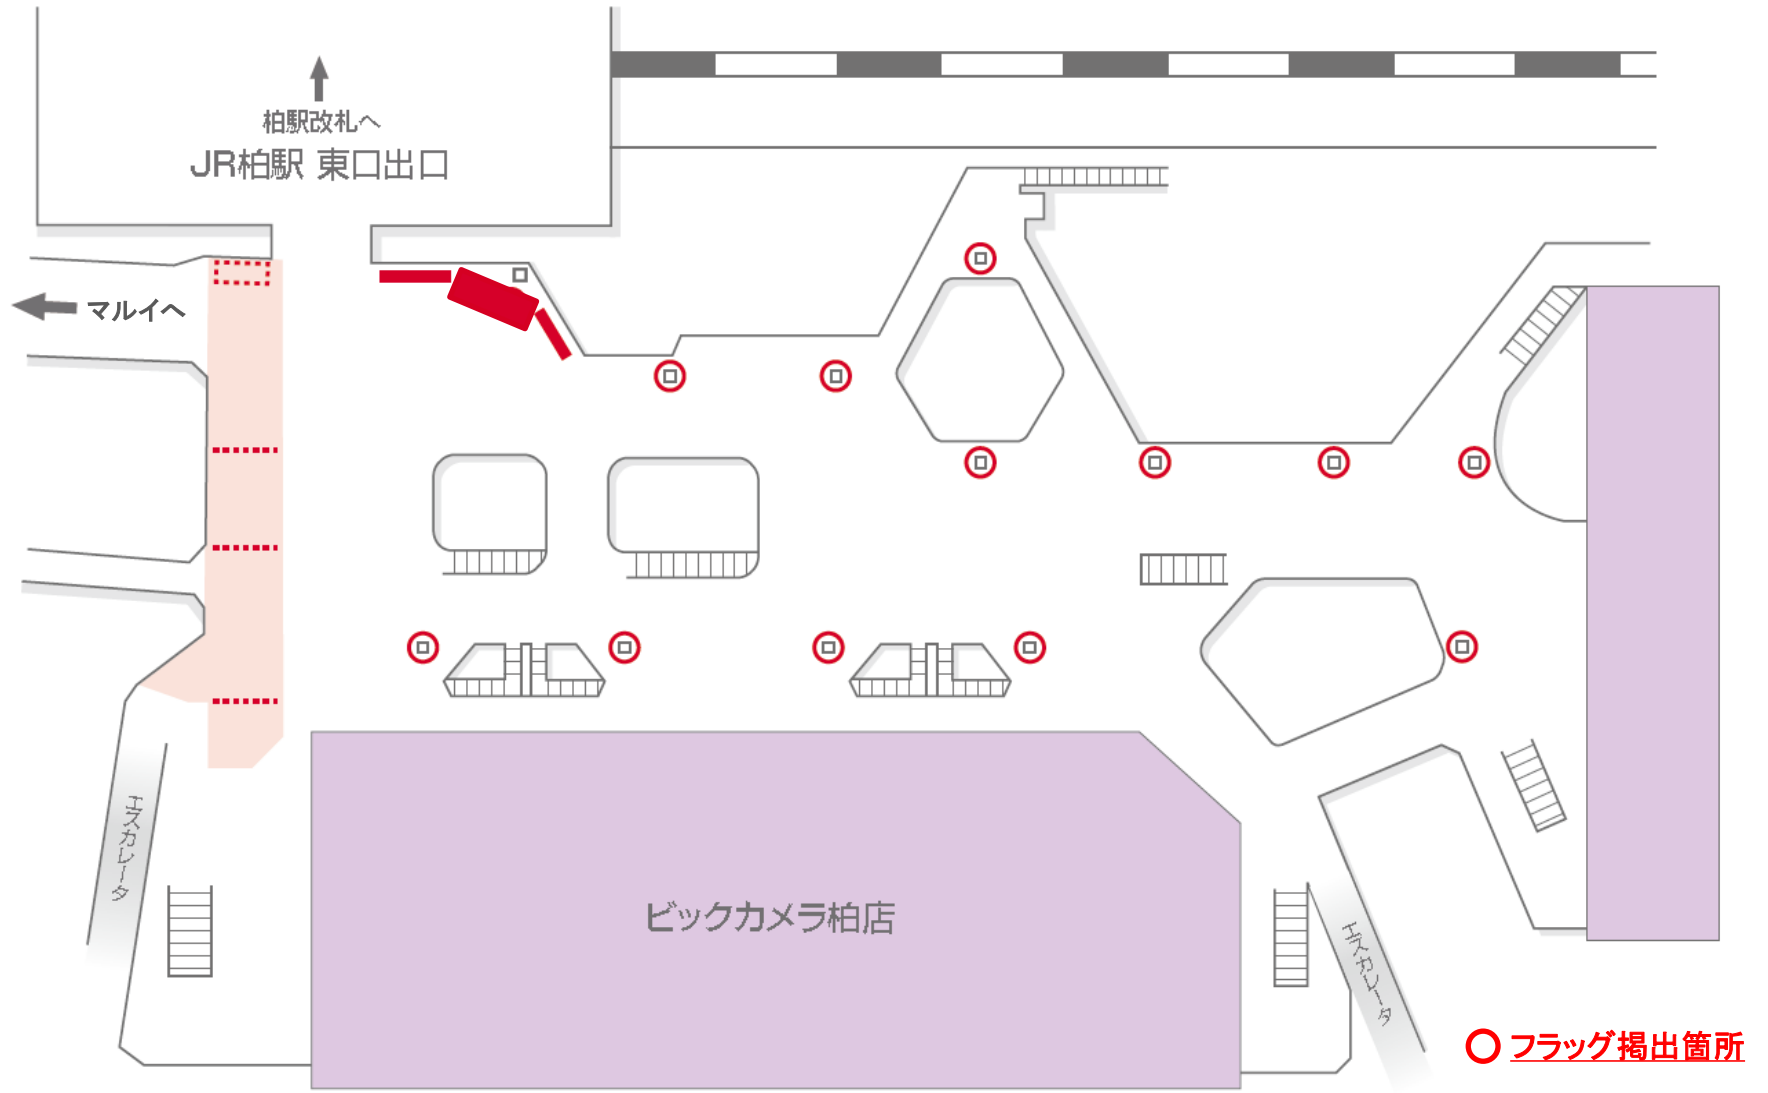 柏駅改札へ
JR柏駅 東口出口
マルイへ
エスカレータ
ビックカメラ柏店
エスカレータ
フラッグ掲出箇所